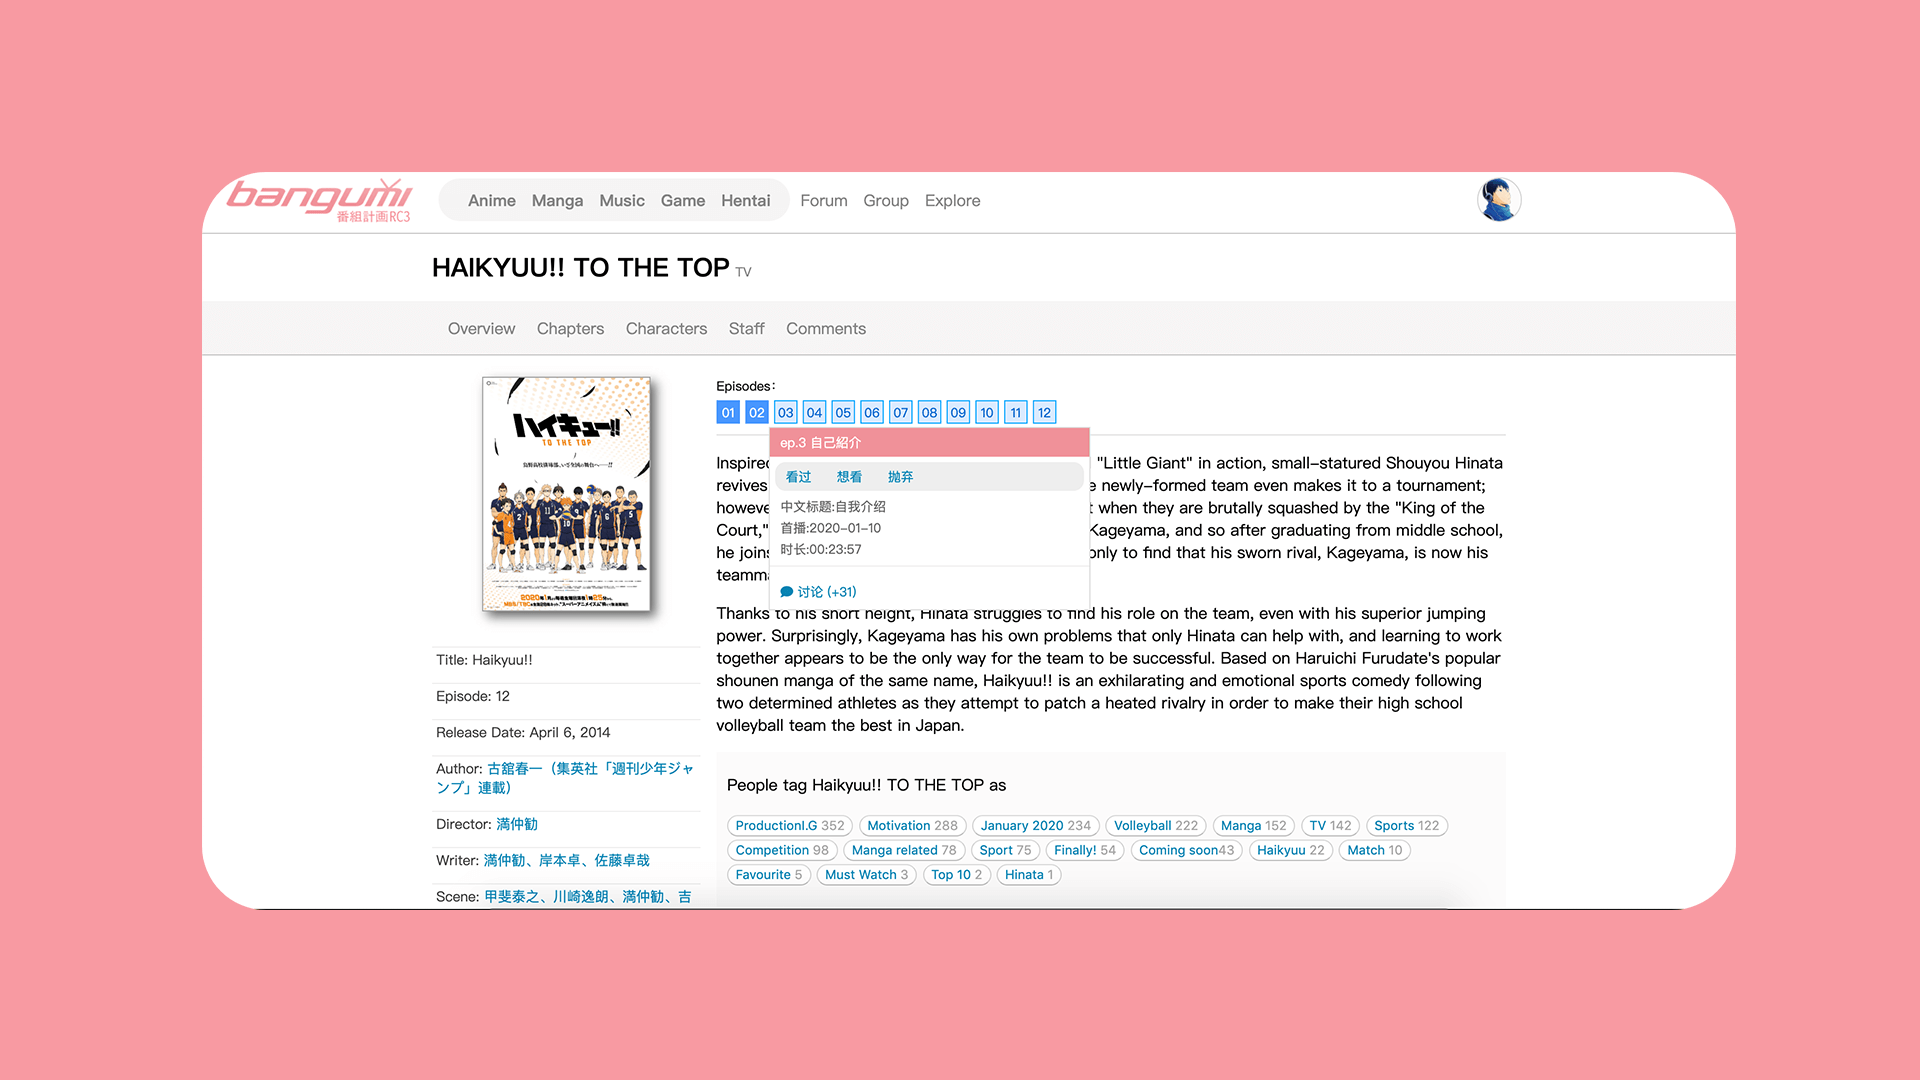 bangumi
番組計画RC3
Anime Manga Music Game Hentai Forum Group Explore
HAIKYUU!! TO THE TOP TV
Overview Chapters Characters Staff Comments
ハイキュー!!
TO THE TOP
Title: Haikyuu!!
Episode: 12
Release Date: April 6, 2014
Author: 古舘春一（集英社「週刊少年ジャ
ンプ」連載）
Director: 満仲勧
Writer: 満仲勧、岸本卓、佐藤卓哉
Scene: 甲斐泰之、川崎逸朗、満仲勧、吉
Episodes：
01 02 03 04 05 06 07 08 09 10 11 12
ep.3 自己紹介
看过 想看 抛弃
中文标题:自我介绍
首播:2020-01-10
时长:00:23:57
讨论 (+31)
Inspired "Little Giant" in action, small-statured Shouyou Hinata
revives newly-formed team even makes it to a tournament;
when they are brutally squashed by the "King of the
Court," Kageyama, and so after graduating from middle school,
he joins only to find that his sworn rival, Kageyama, is now his
Thanks to his short height, Hinata struggles to find his role on the team, even with his superior jumping
power. Surprisingly, Kageyama has his own problems that only Hinata can help with, and learning to work
together appears to be the only way for the team to be successful. Based on Haruichi Furudate's popular
shounen manga of the same name, Haikyuu!! is an exhilarating and emotional sports comedy following
two determined athletes as they attempt to patch a heated rivalry in order to make their high school
volleyball team the best in Japan.
People tag Haikyuu!! TO THE TOP as
ProductionI.G 352 Motivation 288 January 2020 234 Volleyball 222 Manga 152 TV 142 Sports 122
Competition 98 Manga related 78 Sport 75 Finally! 54 Coming soon43 Haikyuu 22 Match 10
Favourite 5 Must Watch 3 Top 10 2 Hinata 1